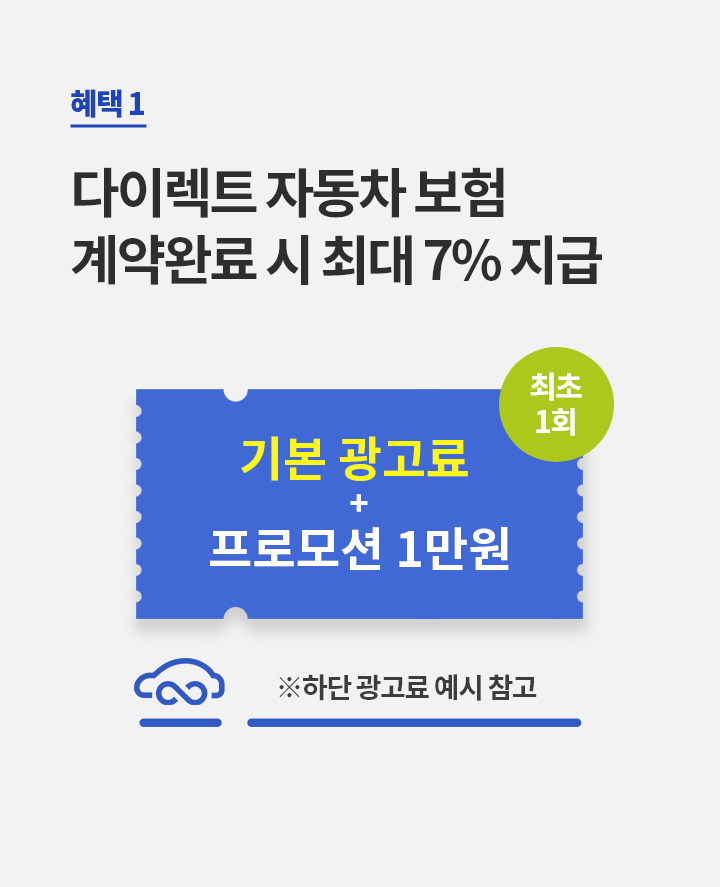 혜택 1
다이렉트 자동차 보험
계약완료 시 최대 7% 지급
최초
1회
기본 광고료
+
프로모션 1만원
※하단 광고료 예시 참고